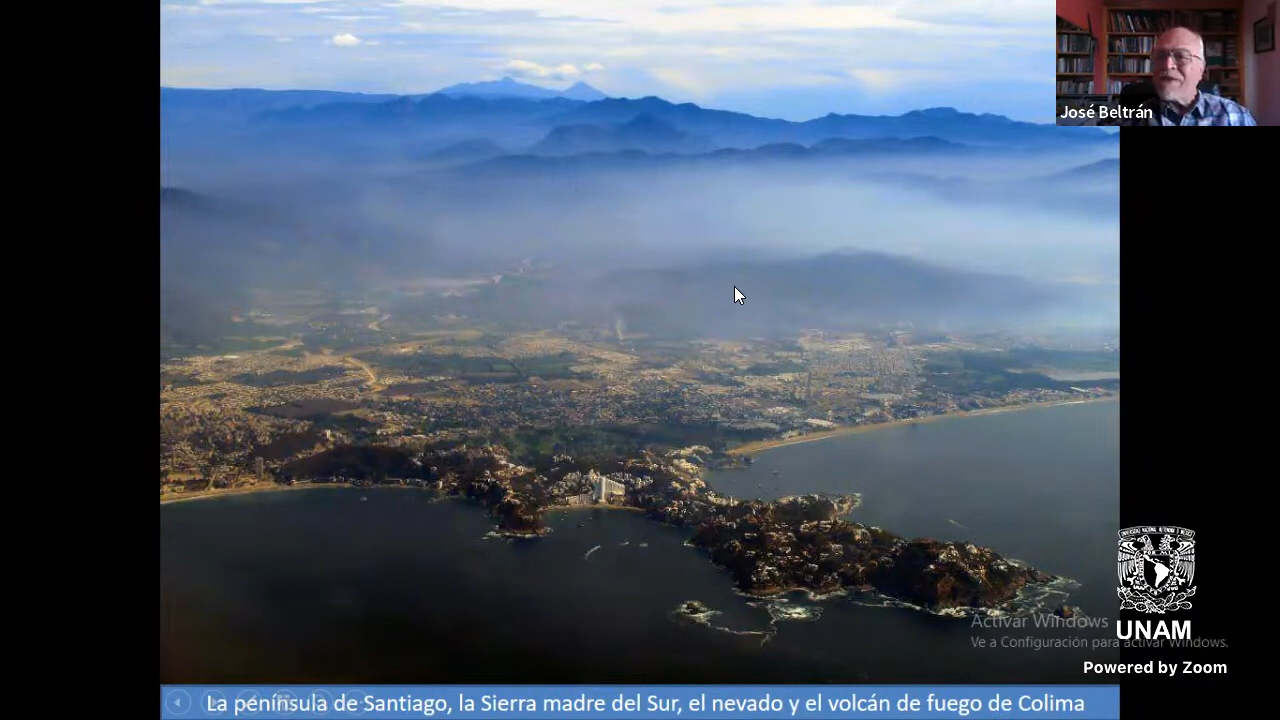 José Beltrán
Activar Windows
Ve a Configuración para activar Windows.
UNAM
Powered by Zoom
La península de Santiago, la Sierra madre del Sur, el nevado y el volcán de fuego de Colima